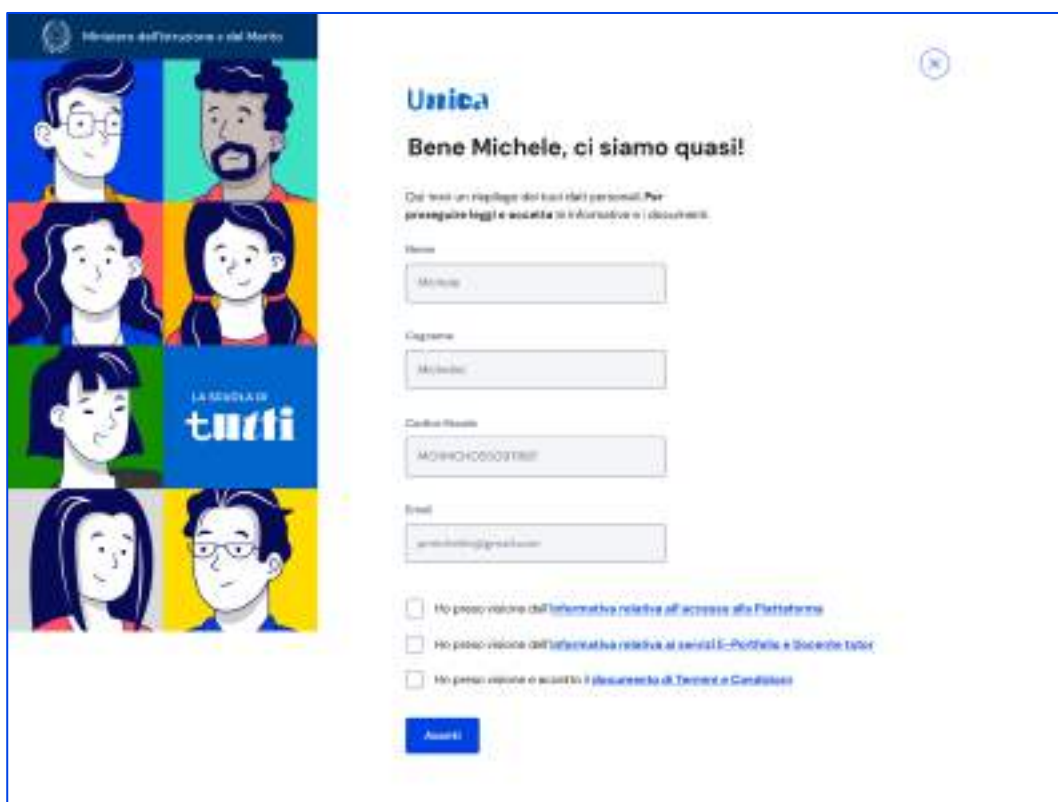 Ministero dell'Istruzione e del Merito
Unica
Bene Michele, ci siamo quasi!
Qui trovi un riepilogo dei tuoi dati personali. Per
proseguire leggi e accetta le informative e i documenti.
Nome
Michele
Cognome
LA SCUOLA DI
tutti
Codice fiscale
Email
Ho preso visione dell'informativa relativa all'accesso alla Piattaforma
Ho preso visione dell'informativa relativa ai servizi E-Portfolio e Docente tutor
Ho preso visione e accetto il documento di Termini e Condizioni
Avanti